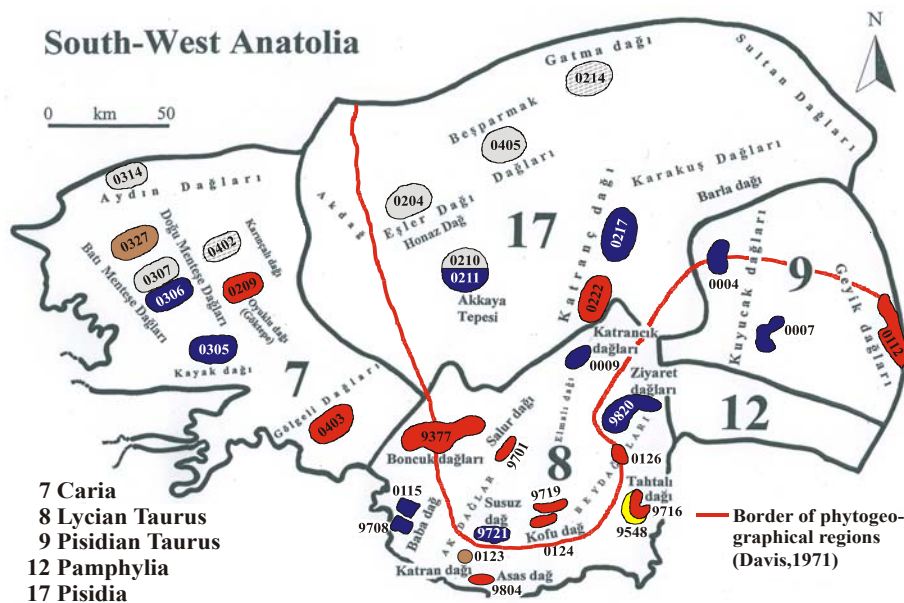 South-West Anatolia
N
0 km 50
Gatma dağı
0214
Sultan Dağları
Beşparmak Dağları
0405
0314
Aydın Dağları
Akdağ
0204
Eşler Dağı
Honaz Dağ
17
Karakuş Dağları
Barla dağı
0327
Doğu Menteşe Dağları
0402
Karıncalı dağı
Batı Menteşe Dağları
0307
0306
0209
Oyuklu dağ
(Göktepe)
0210
0211
Akkaya
Tepesi
Katranç dağı
0217
0222
0004
Kuyucak dağları
9
Geyik dağları
0007
0112
0305
Kayak dağı
7
Katrancık
dağları
0009
Ziyaret
dağları
9820
12
Gölgeli Dağları
0403
9377
Boncuk dağları
Salur dağı
9701
Elmalı dağı
8
BEYDAĞLARI
0126
Tahtalı
dağı
9716
9548
0115
9708
Baba dağ
AK DAĞLAR
Susuz
dağ
9721
9719
Kofu dağ
0124
0123
Katran dağı
Asas dağ
9804
7 Caria
8 Lycian Taurus
9 Pisidian Taurus
12 Pamphylia
17 Pisidia
Border of phytogeo-
graphical regions
(Davis,1971)